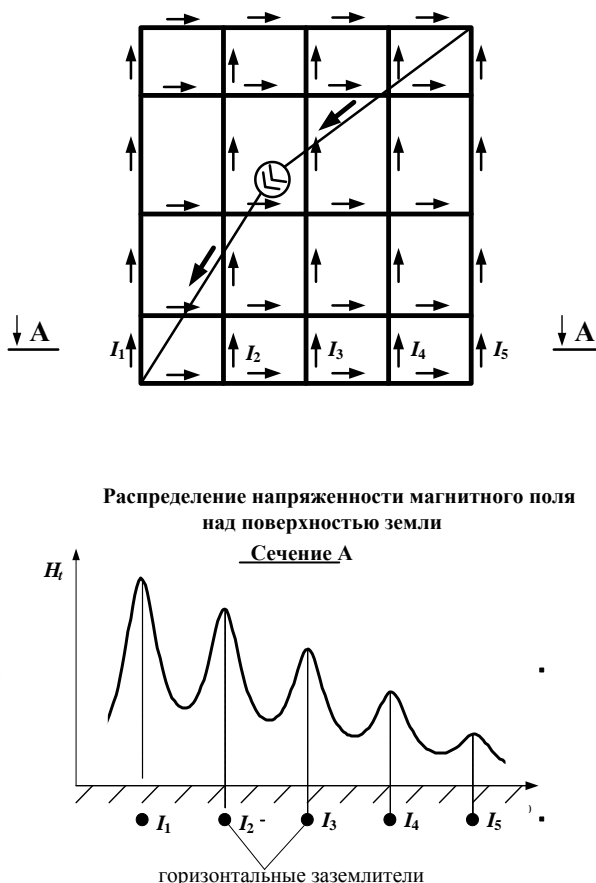 A A
I1 I2 I3 I4 I5
Распределение напряженности магнитного поля
над поверхностью земли
Сечение А
Ht
I1 I2 - I3 I4 I5
горизонтальные заземлители